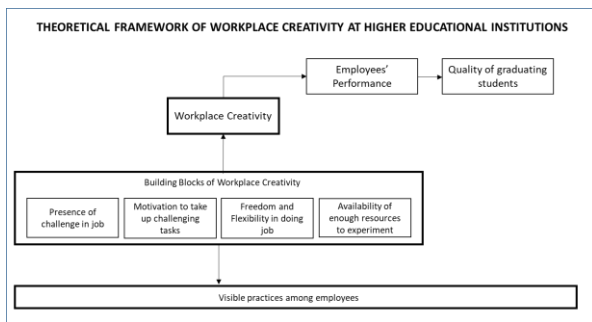 THEORETICAL FRAMEWORK OF WORKPLACE CREATIVITY AT HIGHER EDUCATIONAL INSTITUTIONS
Employees'
Performance
Quality of graduating
students
Workplace Creativity
Building Blocks of Workplace Creativity
Presence of
challenge in job
Motivation to take
up challenging
tasks
Freedom and
Flexibility in doing
job
Availability of
enough resources
to experiment
Visible practices among employees